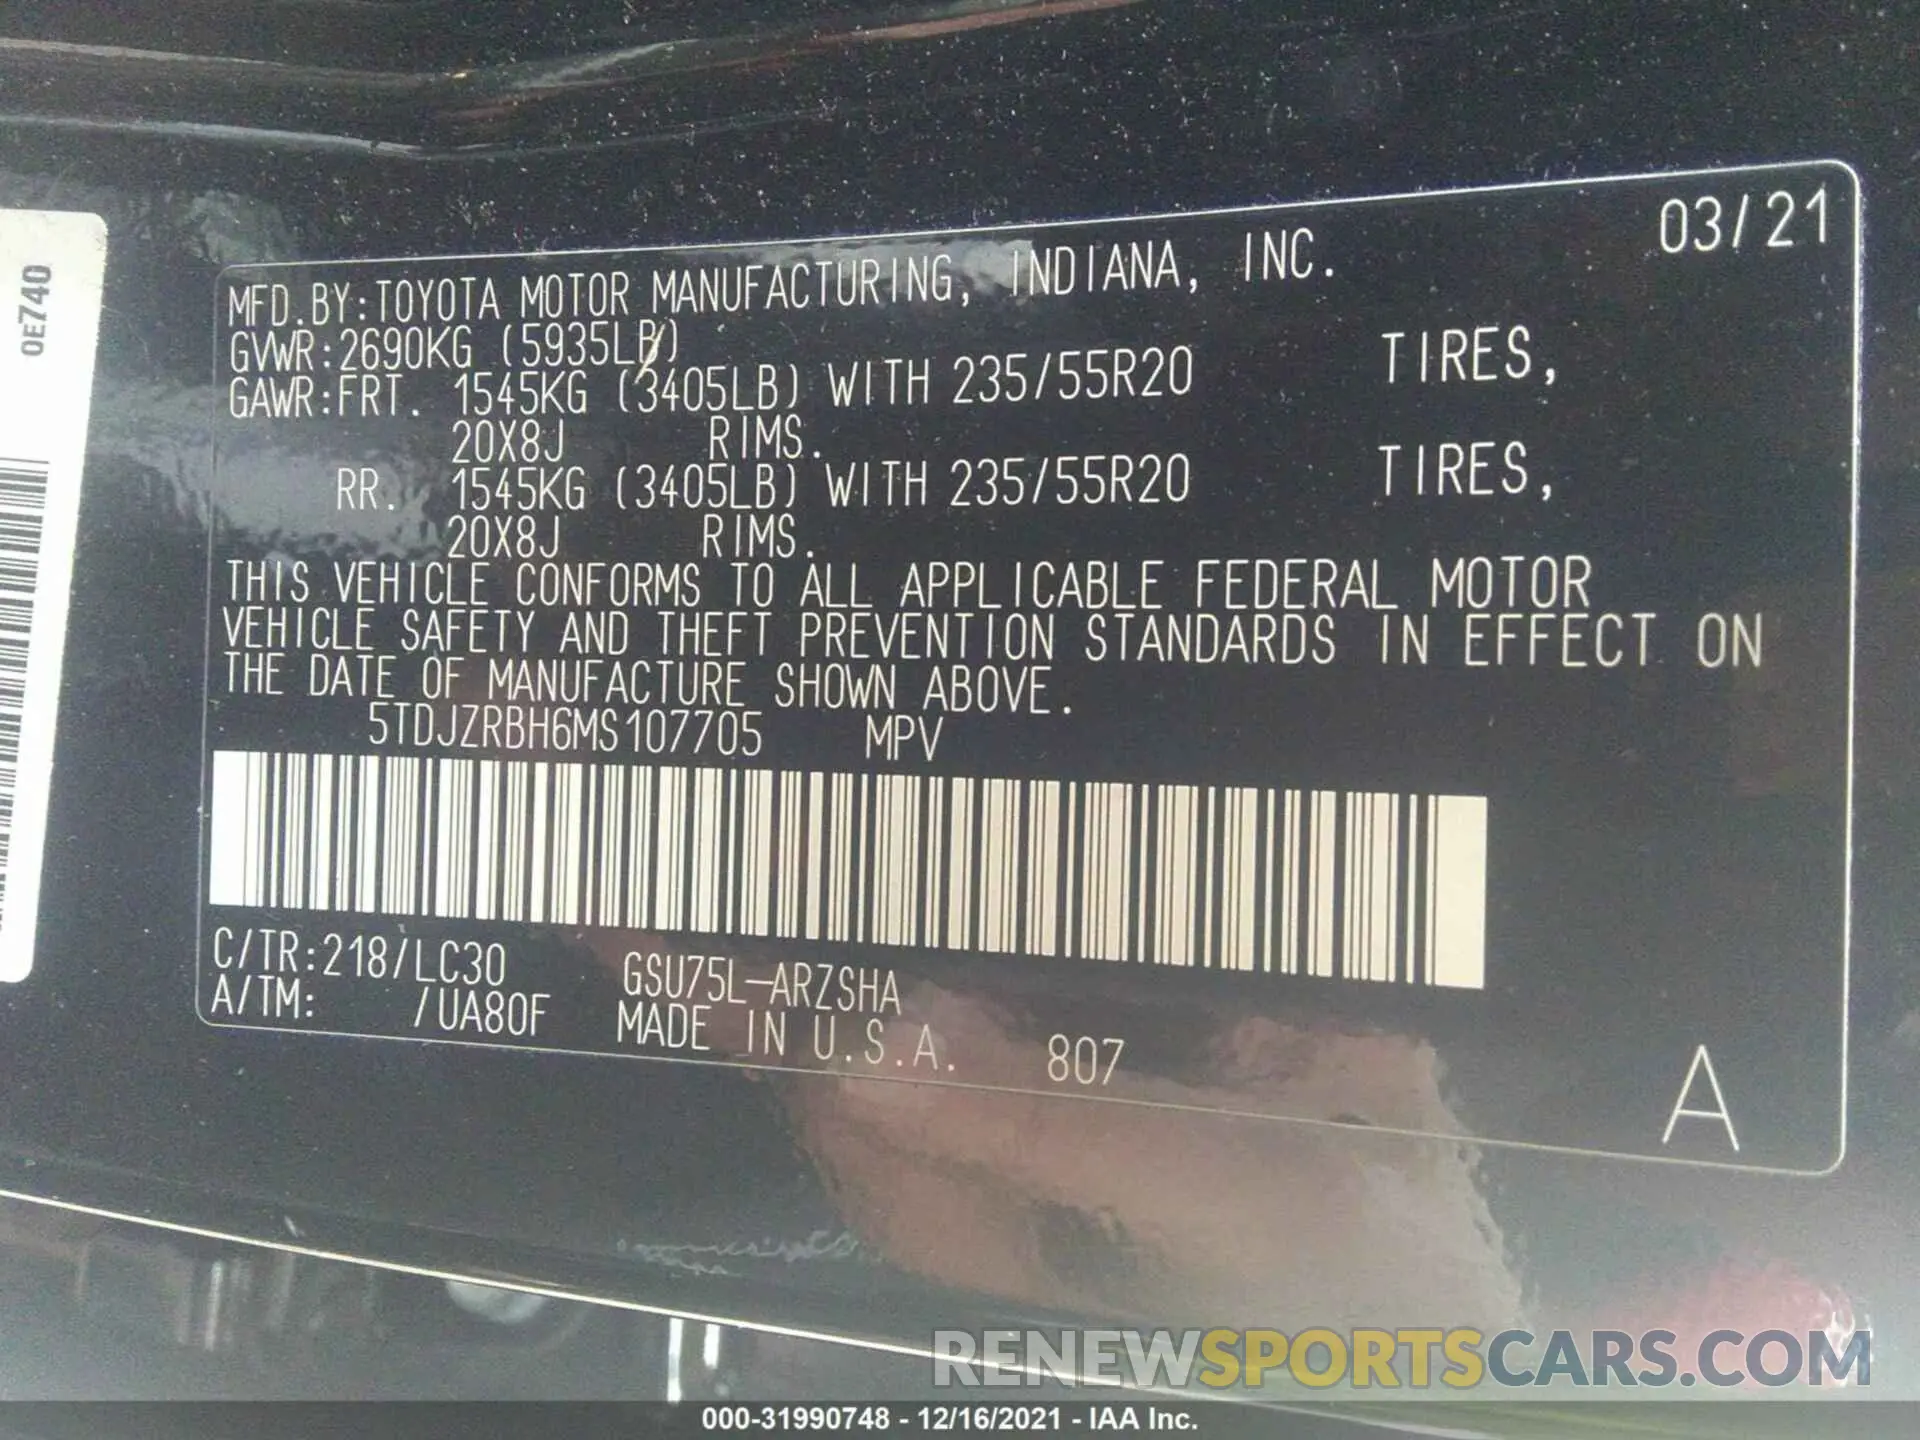 03/21
MFD.BY:TOYOTA MOTOR MANUFACTURING, INDIANA, INC.
GVWR:2690KG (5935LB)
GAWR:FRT. 1545KG (3405LB) WITH 235/55R20 TIRES,
20X8J RIMS.
RR. 1545KG (3405LB) WITH 235/55R20 TIRES,
20X8J RIMS.
THIS VEHICLE CONFORMS TO ALL APPLICABLE FEDERAL MOTOR
VEHICLE SAFETY AND THEFT PREVENTION STANDARDS IN EFFECT ON
THE DATE OF MANUFACTURE SHOWN ABOVE.
5TDJZRBH6MS107705 MPV
C/TR:218/LC30 GSU75L-ARZSHA
A/TM: /UA80F MADE IN U.S.A. 807
A
0E740
RENEWSPORTSCARS.COM
000-31990748 - 12/16/2021 - IAA Inc.